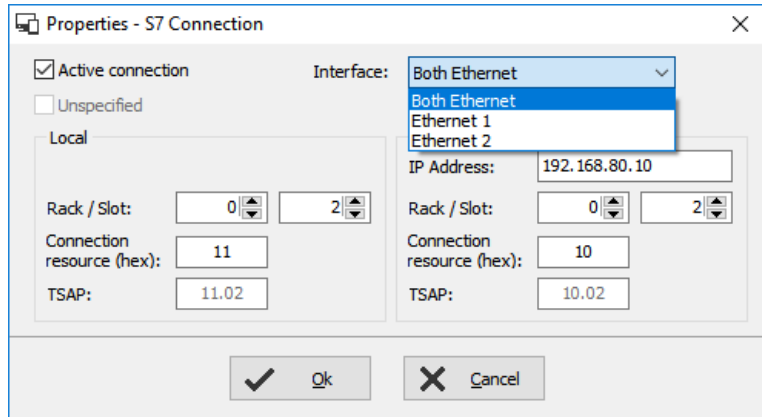 Properties - S7 Connection
Active connection
Interface:
Both Ethernet
Unspecified
Both Ethernet
Ethernet 1
Ethernet 2
Local
IP Address:
192.168.80.10
Rack / Slot:
0
2
Rack / Slot:
0
2
Connection
resource (hex):
11
Connection
resource (hex):
10
TSAP:
11.02
TSAP:
10.02
Ok
Cancel